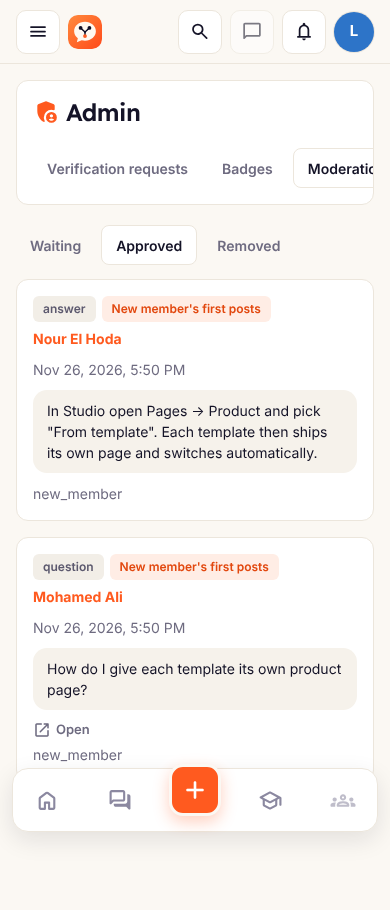 L
Admin
Verification requests Badges Moderatio
Waiting Approved Removed
answer New member's first posts
Nour El Hoda
Nov 26, 2026, 5:50 PM
In Studio open Pages → Product and pick
"From template". Each template then ships
its own page and switches automatically.
new_member
question New member's first posts
Mohamed Ali
Nov 26, 2026, 5:50 PM
How do I give each template its own product
page?
Open
new_member